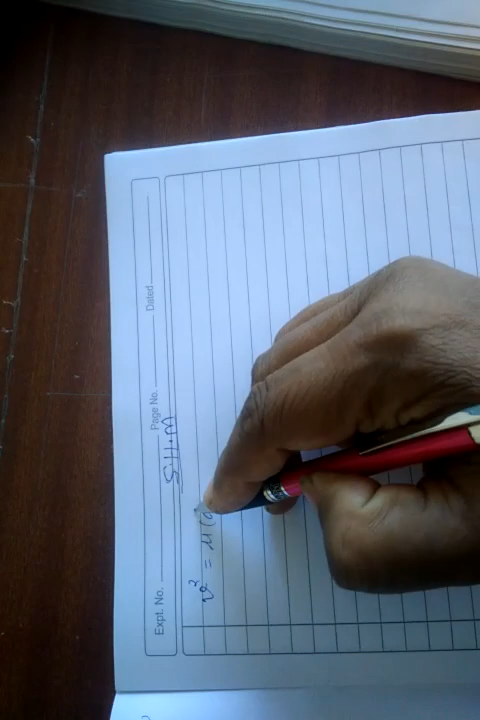 Expt. No. Page No. Dated
S.H.M
v² = μ(a